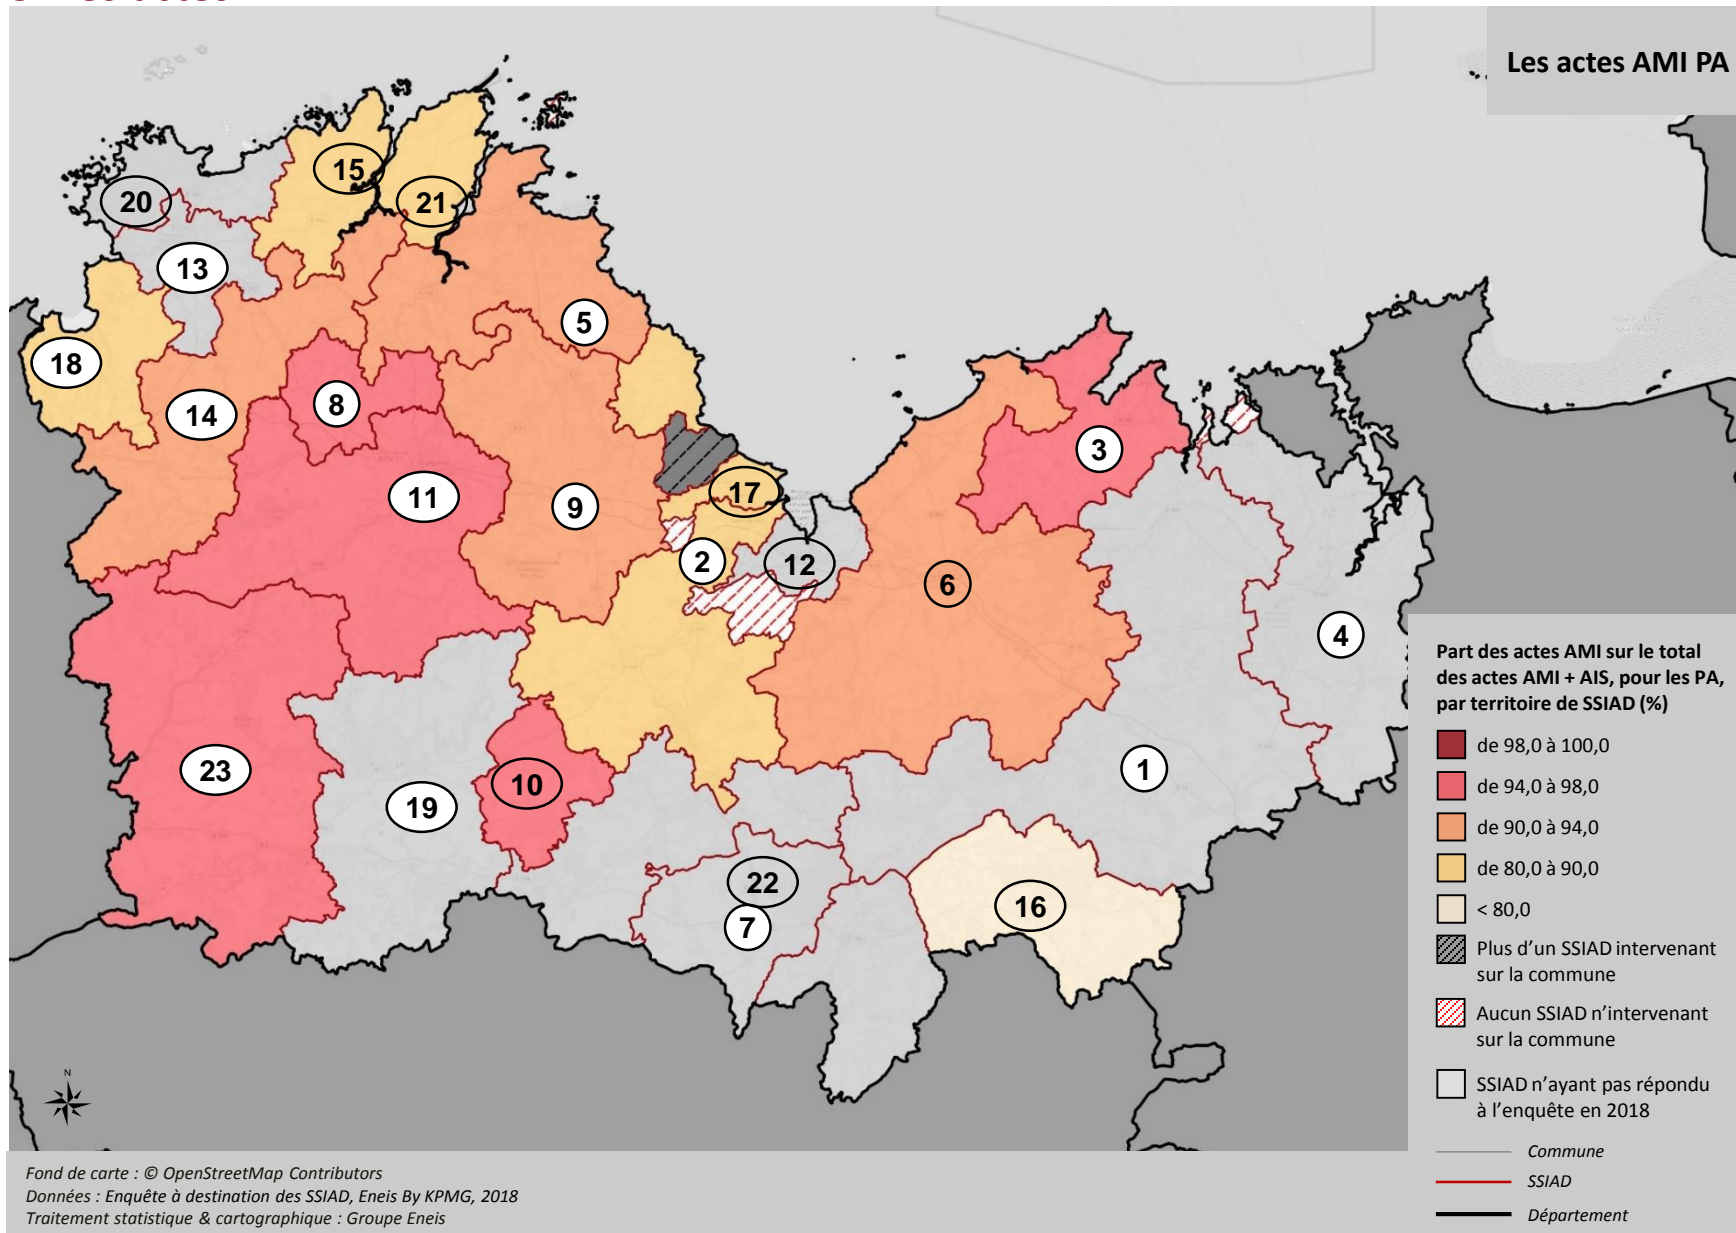 Les actes AMI PA
15
20
21
13
5
18
8
14
3
11
17
9
2
12
6
4
23
10
19
1
22
7
16
Part des actes AMI sur le total
des actes AMI + AIS, pour les PA,
par territoire de SSIAD (%)
de 98,0 à 100,0
de 94,0 à 98,0
de 90,0 à 94,0
de 80,0 à 90,0
< 80,0
Plus d'un SSIAD intervenant
sur la commune
Aucun SSIAD n'intervenant
sur la commune
SSIAD n'ayant pas répondu
à l'enquête en 2018
Commune
SSIAD
Département
N
Fond de carte : © OpenStreetMap Contributors
Données : Enquête à destination des SSIAD, Eneis By KPMG, 2018
Traitement statistique & cartographique : Groupe Eneis